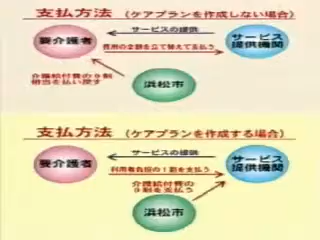 支払方法 (ケアプランを作成しない場合)
要介護者
サービスの提供
サービス
提供機関
費用の全額を立て替えて支払う
介護給付費の9割
相当を払い戻す
浜松市
支払方法 (ケアプランを作成する場合)
要介護者
サービスの提供
サービス
提供機関
利用者負担の1割を支払う
介護給付費の
9割を支払う
浜松市